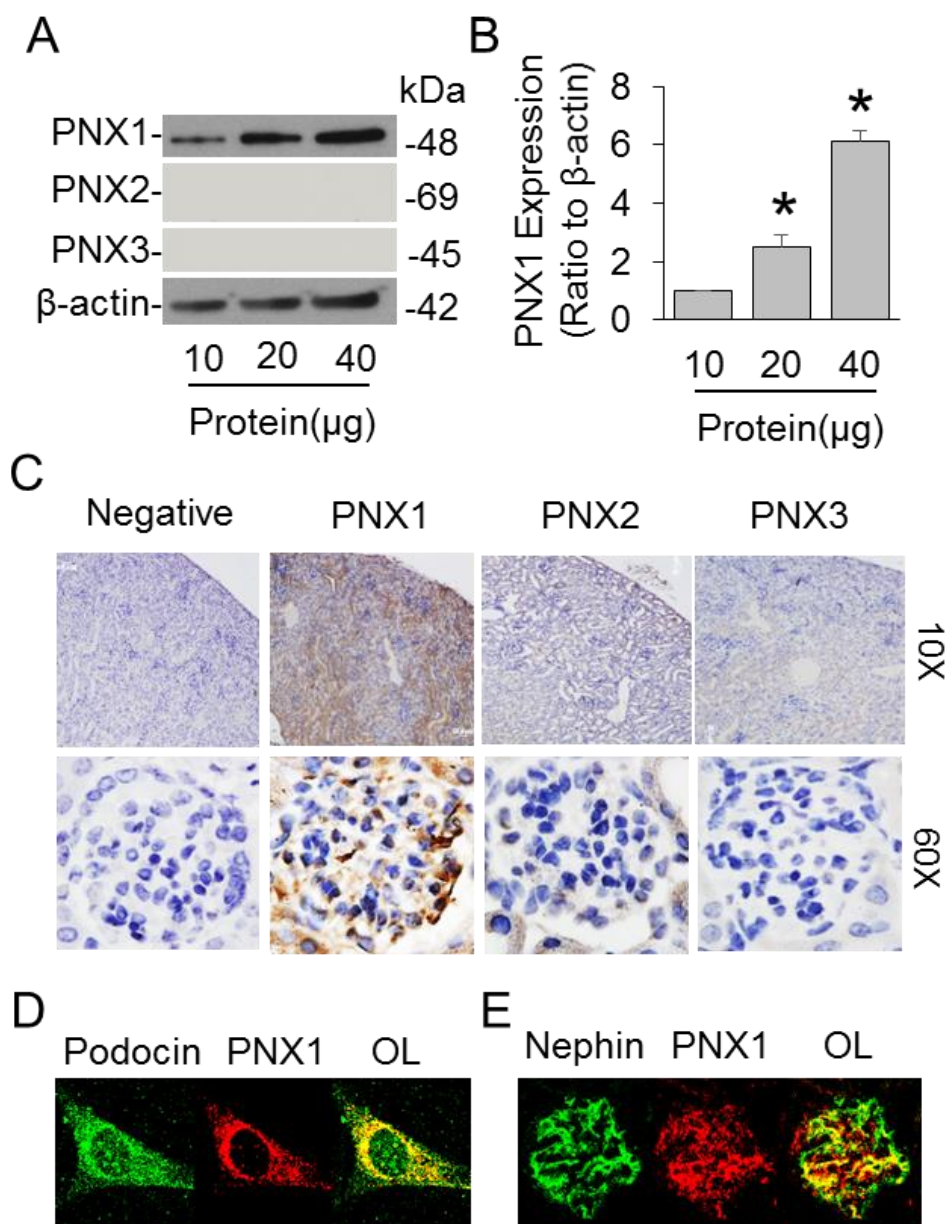 A
kDa
PNX1-
-48
PNX2-
-69
PNX3-
-45
β-actin-
-42
10 20 40
Protein(µg)
B
PNX1 Expression
(Ratio to β-actin)
8
6
4
2
0
*
*
10 20 40
Protein(µg)
C
Negative PNX1 PNX2 PNX3
10X
60X
D
Podocin PNX1 OL
E
Nephin PNX1 OL